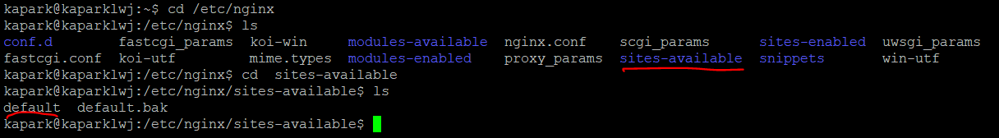 kapark@kaparklwj:~$ cd /etc/nginx
kapark@kaparklwj:/etc/nginx$ ls
conf.d fastcgi_params koi-win modules-available nginx.conf scgi_params sites-enabled uwsgi_params
fastcgi.conf koi-utf mime.types modules-enabled proxy_params sites-available snippets win-utf
kapark@kaparklwj:/etc/nginx$ cd  sites-available
kapark@kaparklwj:/etc/nginx/sites-available$ ls
default  default.bak
kapark@kaparklwj:/etc/nginx/sites-available$